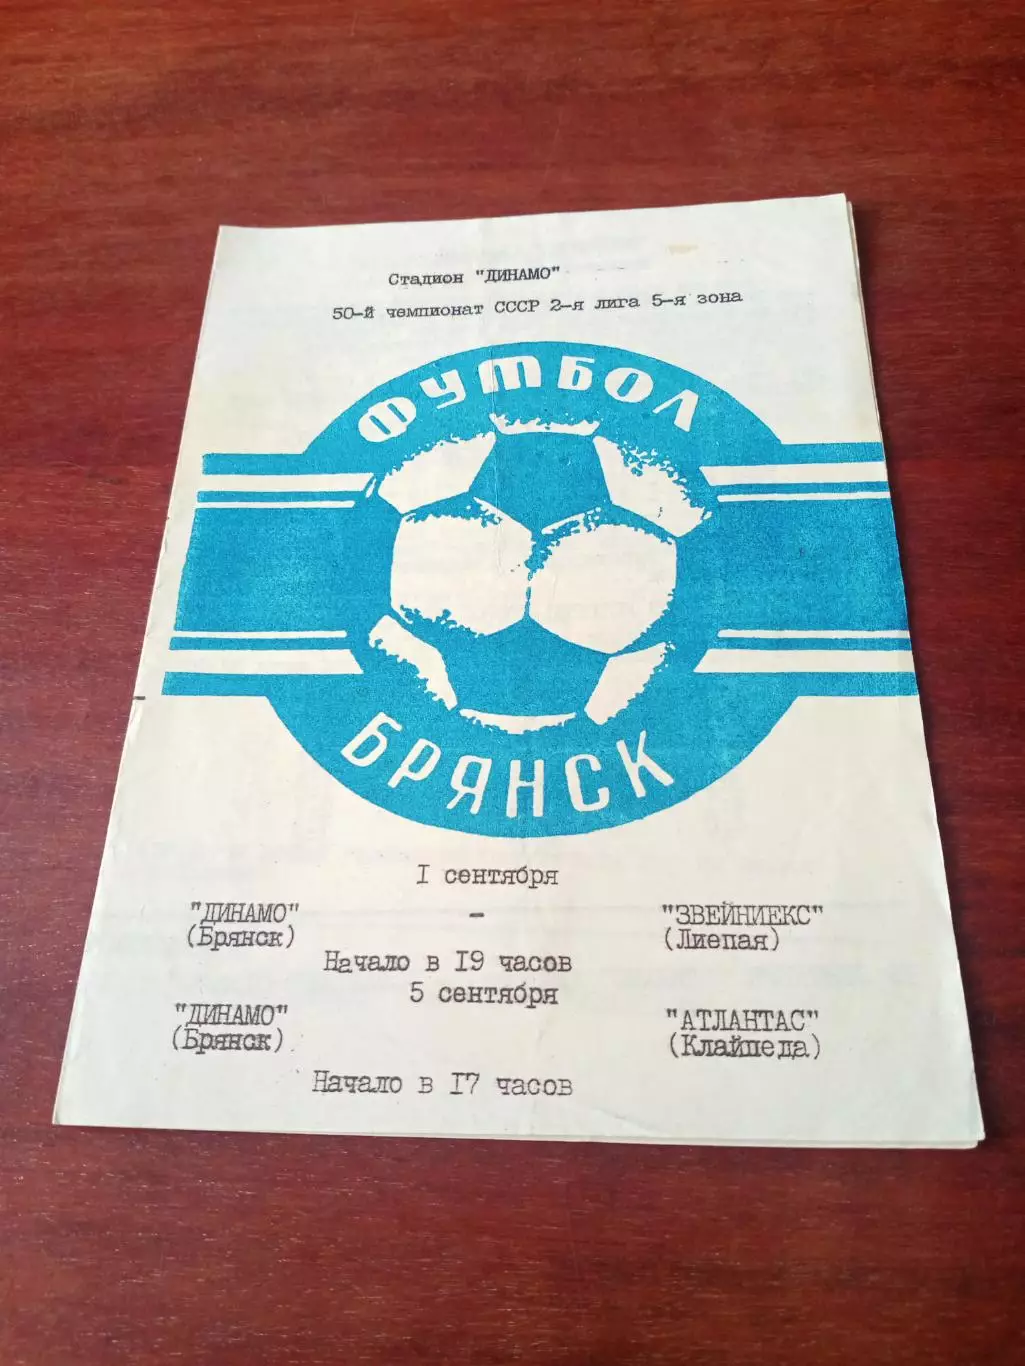 Стадион "ДИНАМО"
50-й чемпионат СССР 2-я лига 5-я зона
ФУТБОЛ
БРЯНСК
I сентября
"ДИНАМО" - "ЗВЕЙНИЕКС"
(Брянск) (Лиепая)
Начало в I9 часов
5 сентября
"ДИНАМО" "АТЛАНТАС"
(Брянск) (Клайпеда)
Начало в I7 часов